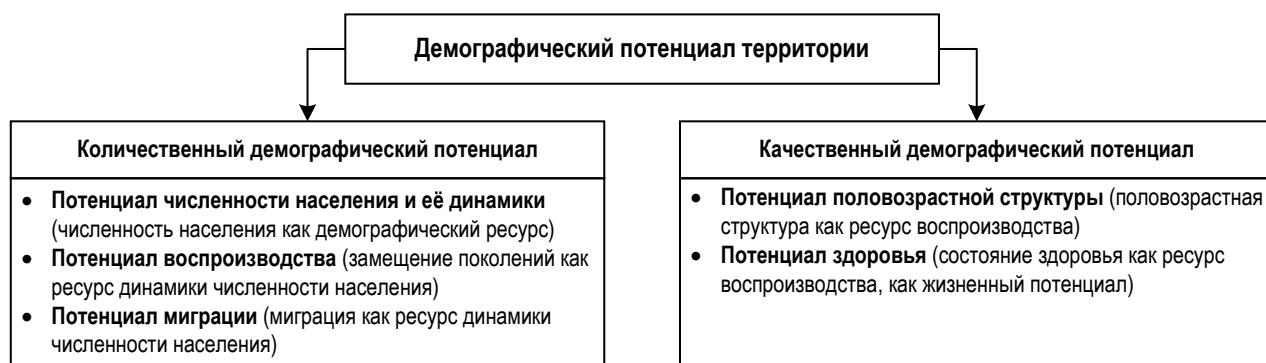 Демографический потенциал территории
Количественный демографический потенциал
• Потенциал численности населения и её динамики
(численность населения как демографический ресурс)
• Потенциал воспроизводства (замещение поколений как
ресурс динамики численности населения)
• Потенциал миграции (миграция как ресурс динамики
численности населения)
Качественный демографический потенциал
• Потенциал половозрастной структуры (половозрастная
структура как ресурс воспроизводства)
• Потенциал здоровья (состояние здоровья как ресурс
воспроизводства, как жизненный потенциал)